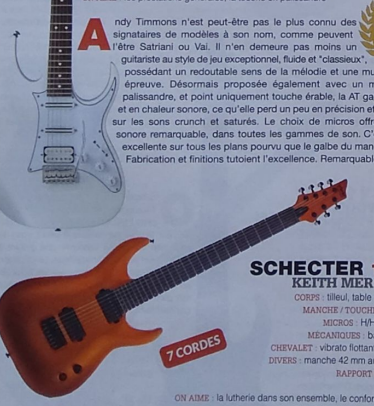 Andy Timmons n'est peut-être pas le plus connu des
signataires de modèles à son nom, comme peuvent
l'être Satriani ou Vai. Il n'en demeure pas moins un
guitariste au style de jeu exceptionnel, fluide et "classieux",
possédant un redoutable sens de la mélodie et une mu
épreuve. Désormais proposée également avec un m
palissandre, et point uniquement touche érable, la AT ga
et en chaleur sonore, ce qu'elle perd un peu en précision et
sur les sons crunch et saturés. Le choix de micros offr
sonore remarquable, dans toutes les gammes de son. C'
excellente sur tous les plans pourvu que le galbe du man
Fabrication et finitions tutoient l'excellence. Remarquabl
7 CORDES
SCHECTER
KEITH MER
CORPS : tilleul, table
MANCHE / TOUCHE
MICROS : H/H
MÉCANIQUES : b
CHEVALET : vibrato flottan
DIVERS : manche 42 mm a
RAPPORT
ON AIME : la lutherie dans son ensemble, le confor